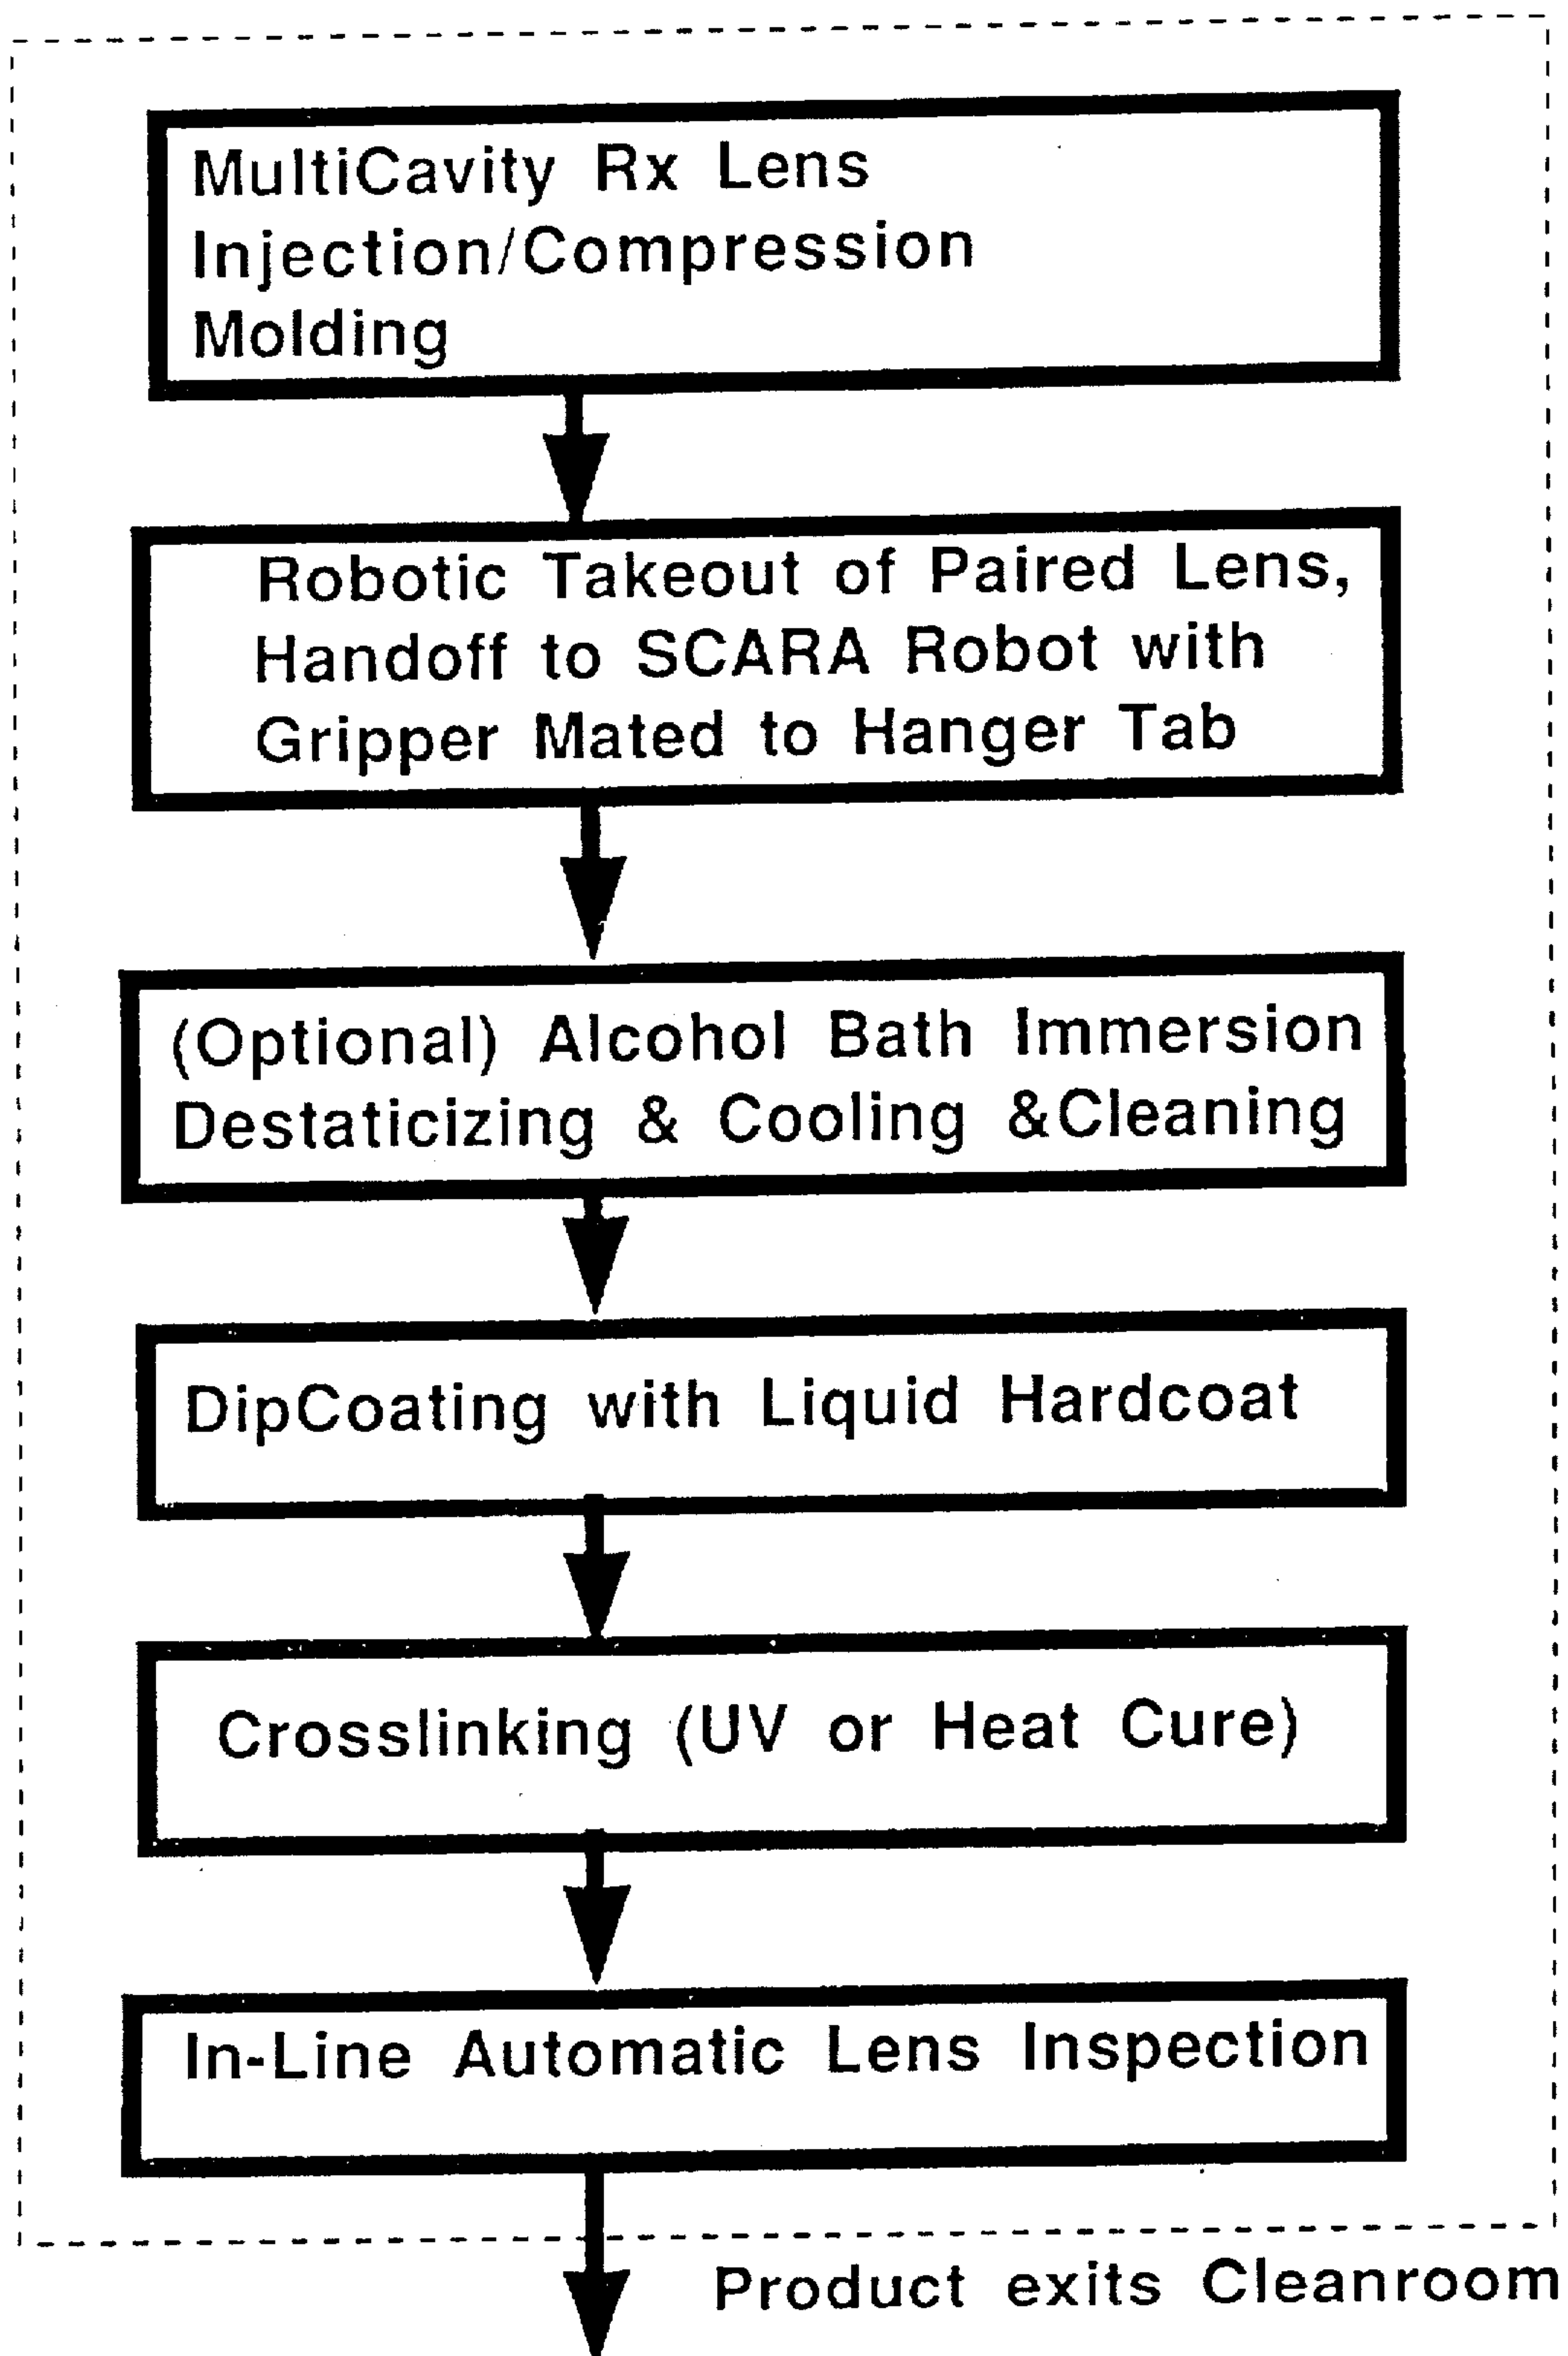 MultiCavity Rx Lens
Injection/Compression
Molding
Robotic Takeout of Paired Lens,
Handoff to SCARA Robot with
Gripper Mated to Hanger Tab
(Optional) Alcohol Bath Immersion
Destaticizing & Cooling &Cleaning
DipCoating with Liquid Hardcoat
Crosslinking (UV or Heat Cure)
In-Line Automatic Lens Inspection
Product exits Cleanroom